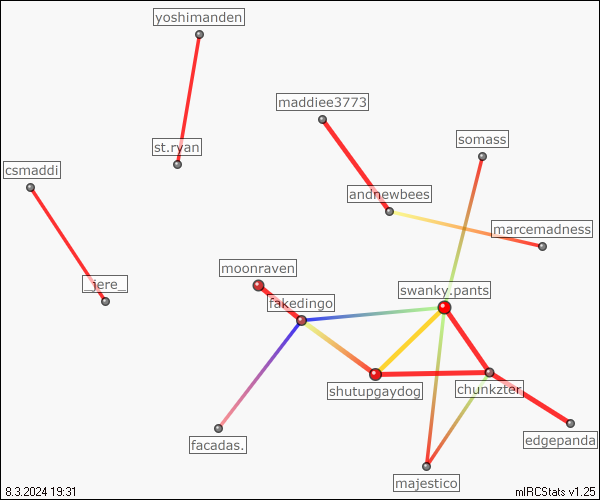 yoshimanden
maddiee3773
somass
st.ryan
csmaddi
andnewbees
marcemadness
moonraven
_jere_
swanky.pants
fakedingo
shutupgaydog
chunkzter
facadas.
edgepanda
majestico
8.3.2024 19:31
mIRCStats v1.25